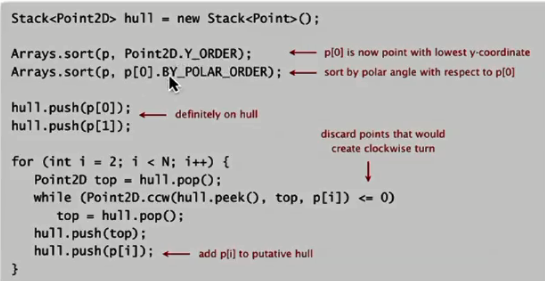 Stack<Point2D> hull = new Stack<Point>();
Arrays.sort(p, Point2D.Y_ORDER); p[0] is now point with lowest y-coordinate
Arrays.sort(p, p[0].BY_POLAR_ORDER); sort by polar angle with respect to p[0]
hull.push(p[0]);
definitely on hull
hull.push(p[1]);
discard points that would
create clockwise turn
for (int i = 2; i < N; i++) {
Point2D top = hull.pop();
while (Point2D.ccw(hull.peek(), top, p[i]) <= 0)
top = hull.pop();
hull.push(top);
hull.push(p[i]); add p[i] to putative hull
}